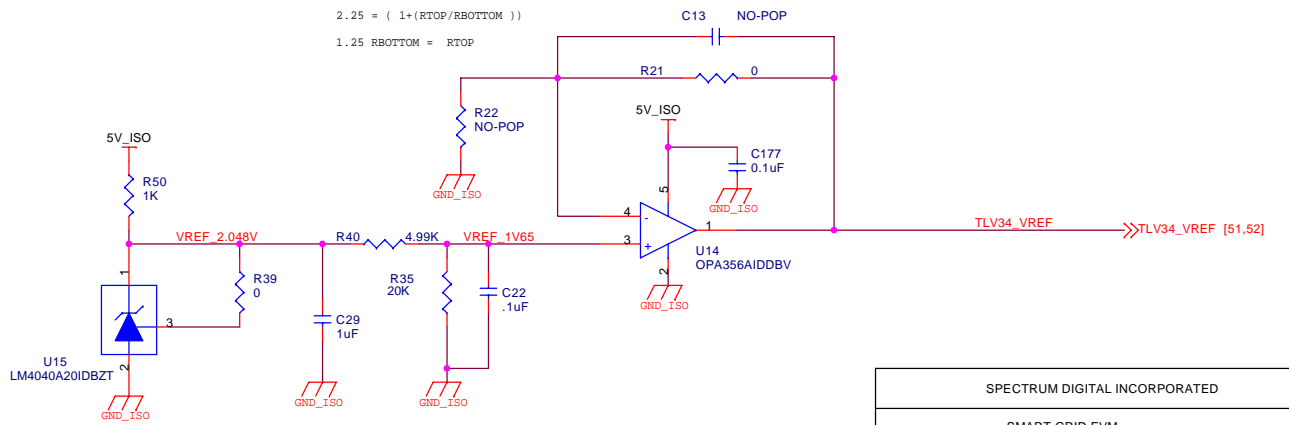 2.25 = ( 1+(RTOP/RBOTTOM ))
1.25 RBOTTOM = RTOP
C13 NO-POP
R21 0
R22
NO-POP
5V_ISO
C177
0.1uF
GND_ISO
GND_ISO
5
4
-
3
+
1
2
U14
OPA356AIDDBV
GND_ISO
TLV34_VREF
TLV34_VREF [51,52]
5V_ISO
R50
1K
VREF_2.048V
R40 4.99K
VREF_1V65
1
R39
0
3
2
U15
LM4040A20IDBZT
GND_ISO
C29
1uF
GND_ISO
R35
20K
C22
.1uF
GND_ISO
SPECTRUM DIGITAL INCORPORATED
SMART GRID EVM